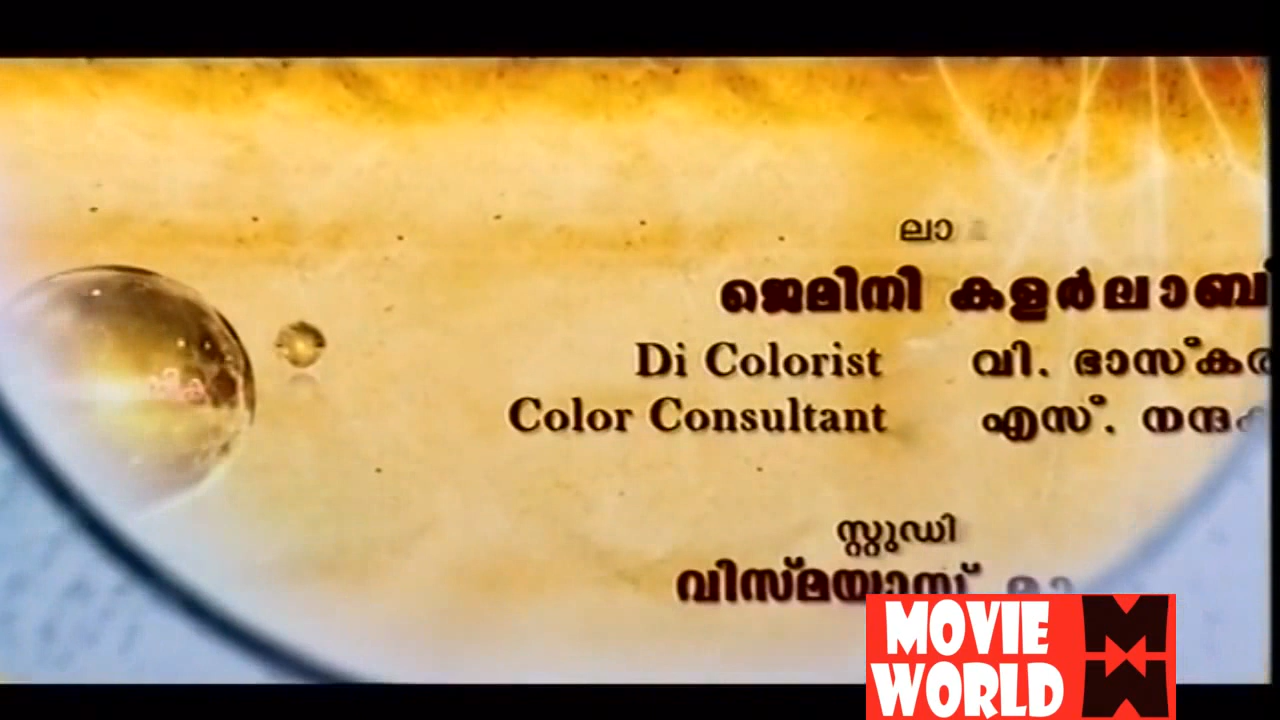 ലാ
ജെമിനി കളർലാബ്
Di Colorist വി. ഭാസ്കര
Color Consultant എസ്. നന്ദ
സ്റ്റുഡി
വിസ്മയാസ്
MOVIE
WORLD